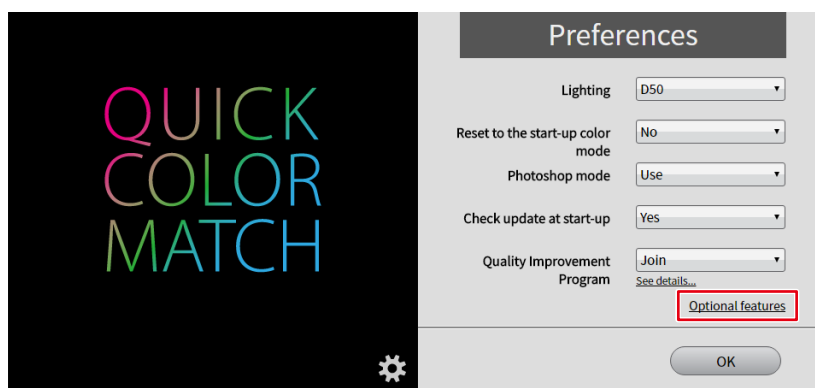 QUICK
COLOR
MATCH
Preferences
Lighting D50
Reset to the start-up color No
mode
Photoshop mode Use
Check update at start-up Yes
Quality Improvement Join
Program See details...
Optional features
OK